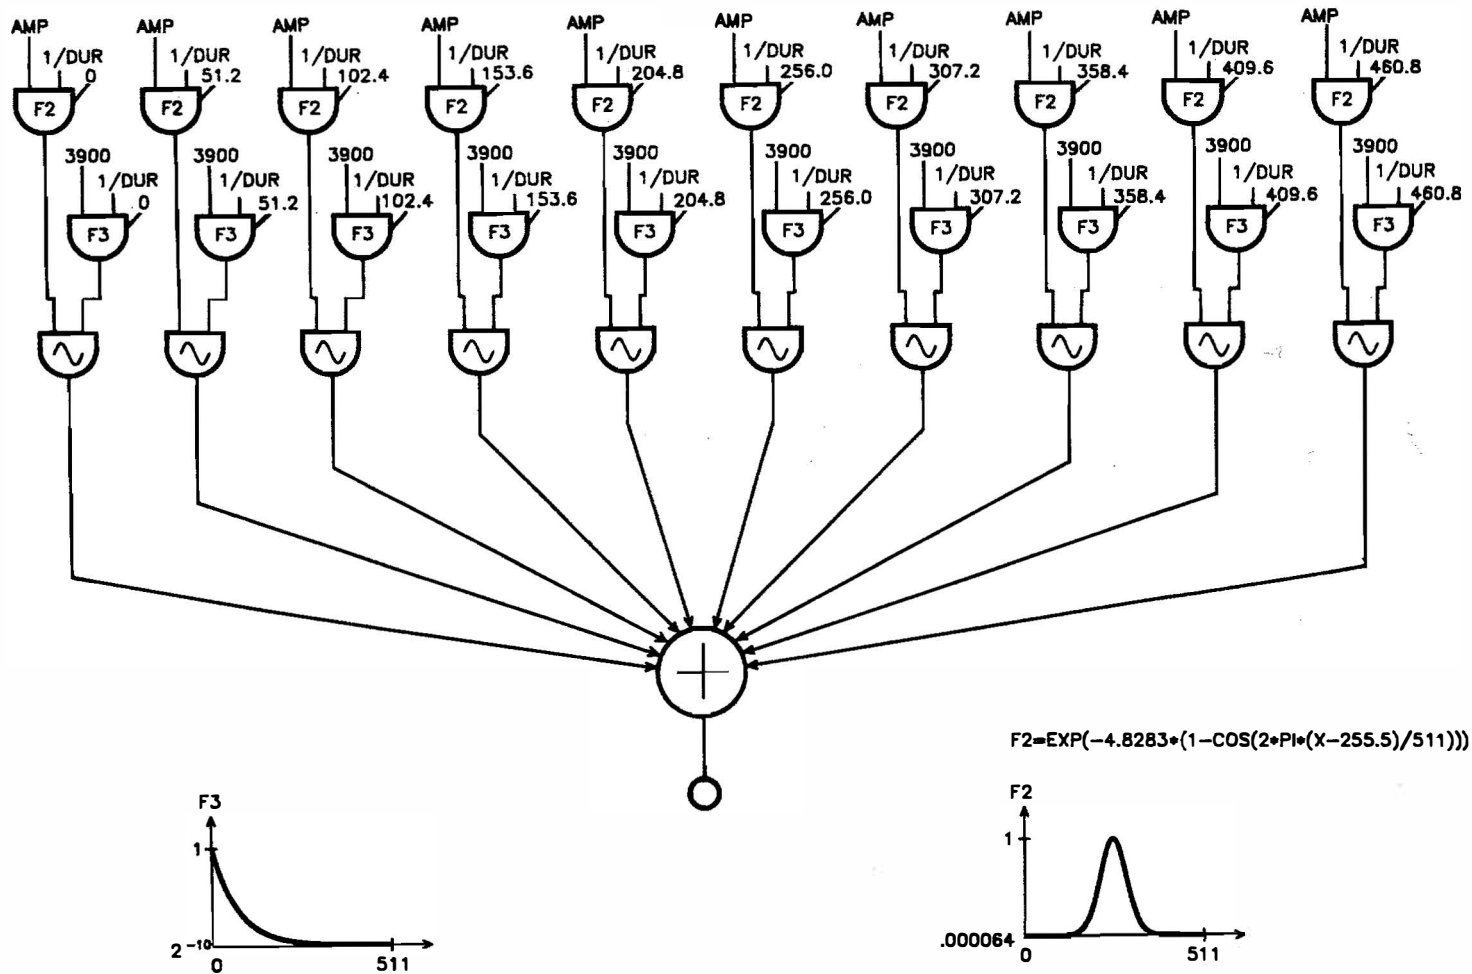 AMP AMP AMP AMP AMP AMP AMP AMP AMP AMP
1/DUR 1/DUR 1/DUR 1/DUR 1/DUR 1/DUR 1/DUR 1/DUR 1/DUR 1/DUR
0 51.2 102.4 153.6 204.8 256.0 307.2 358.4 409.6 460.8
F2 F2 F2 F2 F2 F2 F2 F2 F2 F2
3900 3900 3900 3900 3900 3900 3900 3900 3900 3900
1/DUR 1/DUR 1/DUR 1/DUR 1/DUR 1/DUR 1/DUR 1/DUR 1/DUR 1/DUR
0 51.2 102.4 153.6 204.8 256.0 307.2 358.4 409.6 460.8
F3 F3 F3 F3 F3 F3 F3 F3 F3 F3
F2=EXP(-4.8283*(1-COS(2*PI*(X-255.5)/511)))
F3
1
2^-10
0 511
F2
1
.000064
0 511